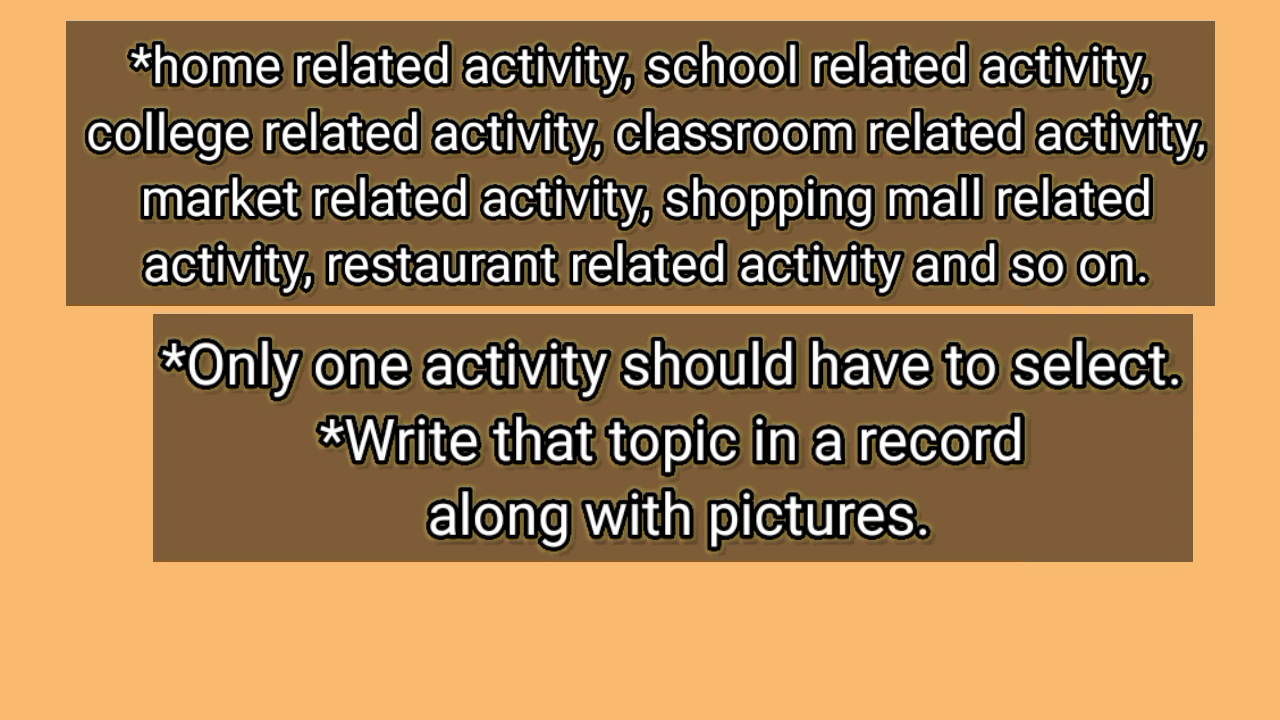 *home related activity, school related activity,
college related activity, classroom related activity,
market related activity, shopping mall related
activity, restaurant related activity and so on.
*Only one activity should have to select.
*Write that topic in a record
along with pictures.